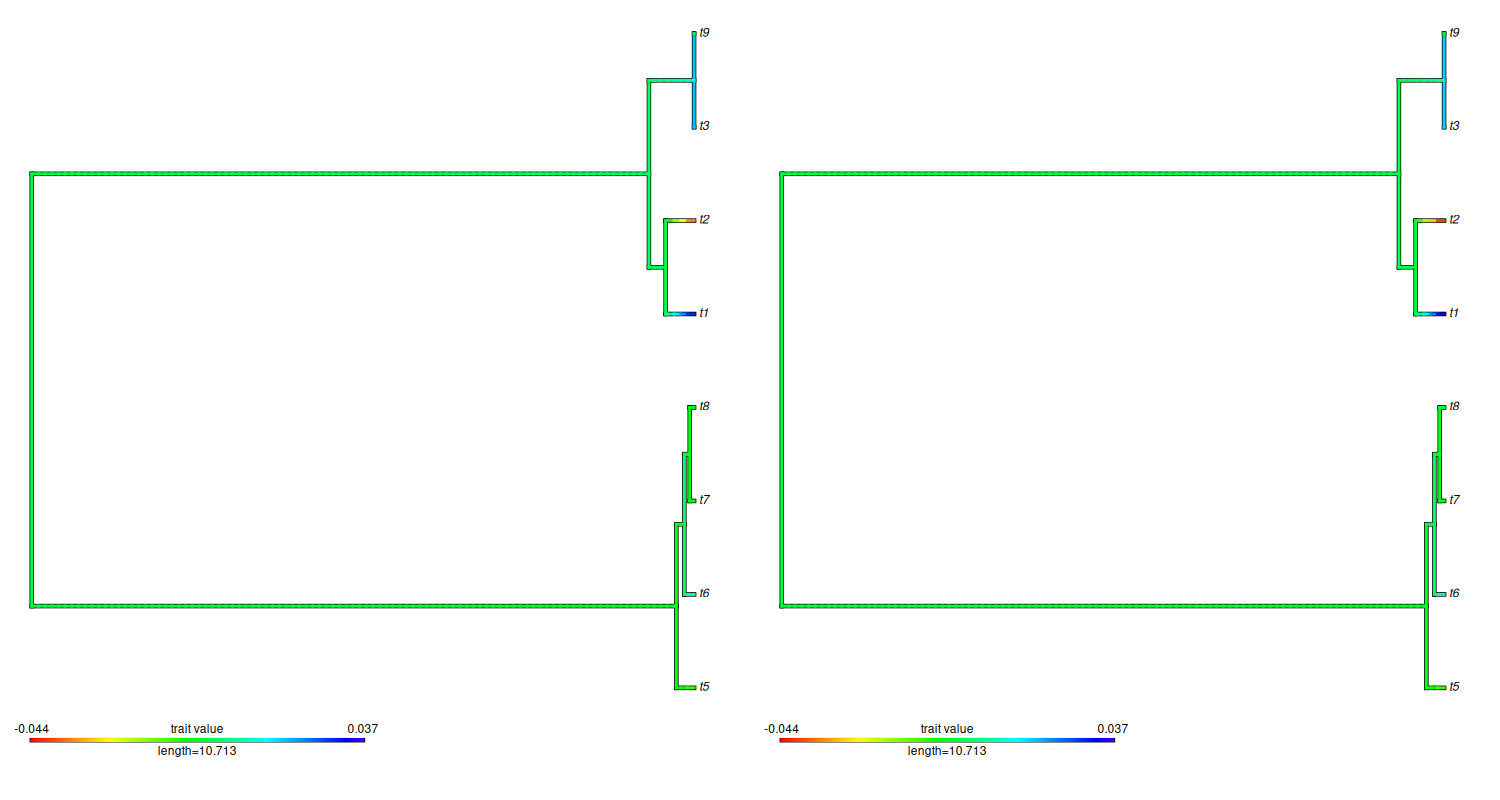 t9
t3
t2
t1
t8
t7
t6
t5
-0.044 trait value 0.037
length=10.713
t9
t3
t2
t1
t8
t7
t6
t5
-0.044 trait value 0.037
length=10.713